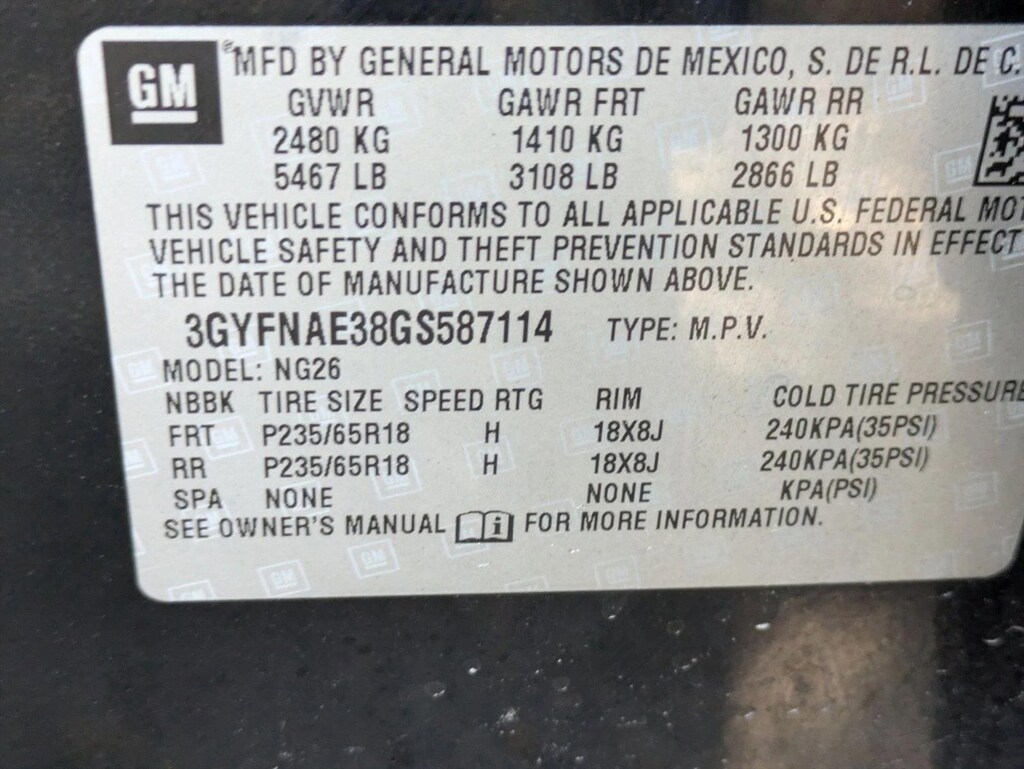 GM MFD BY GENERAL MOTORS DE MEXICO, S. DE R.L. DE C.
GVWR GAWR FRT GAWR RR
2480 KG 1410 KG 1300 KG
5467 LB 3108 LB 2866 LB
THIS VEHICLE CONFORMS TO ALL APPLICABLE U.S. FEDERAL MOT
VEHICLE SAFETY AND THEFT PREVENTION STANDARDS IN EFFECT
THE DATE OF MANUFACTURE SHOWN ABOVE.
3GYFNAE38GS587114 TYPE: M.P.V.
MODEL: NG26
NBBK TIRE SIZE SPEED RTG RIM COLD TIRE PRESSURE
FRT P235/65R18 H 18X8J 240KPA(35PSI)
RR P235/65R18 H 18X8J 240KPA(35PSI)
SPA NONE NONE KPA(PSI)
SEE OWNER'S MANUAL i FOR MORE INFORMATION.